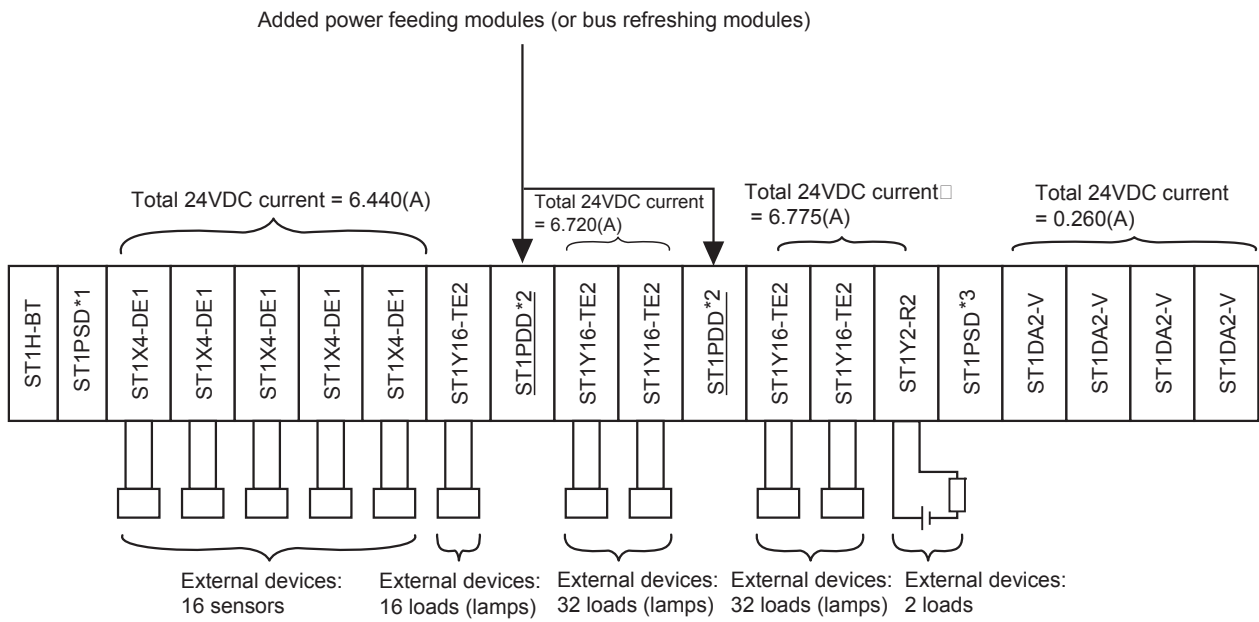 Added power feeding modules (or bus refreshing modules)
Total 24VDC current = 6.440(A)
Total 24VDC current
= 6.720(A)
Total 24VDC current□
= 6.775(A)
Total 24VDC current
= 0.260(A)
ST1H-BT
ST1PSD*1
ST1X4-DE1
ST1X4-DE1
ST1X4-DE1
ST1X4-DE1
ST1X4-DE1
ST1Y16-TE2
ST1PDD*2
ST1Y16-TE2
ST1Y16-TE2
ST1PDD*2
ST1Y16-TE2
ST1Y16-TE2
ST1Y2-R2
ST1PSD*3
ST1DA2-V
ST1DA2-V
ST1DA2-V
ST1DA2-V
External devices:
16 sensors
External devices:
16 loads (lamps)
External devices:
32 loads (lamps)
External devices:
32 loads (lamps)
External devices:
2 loads